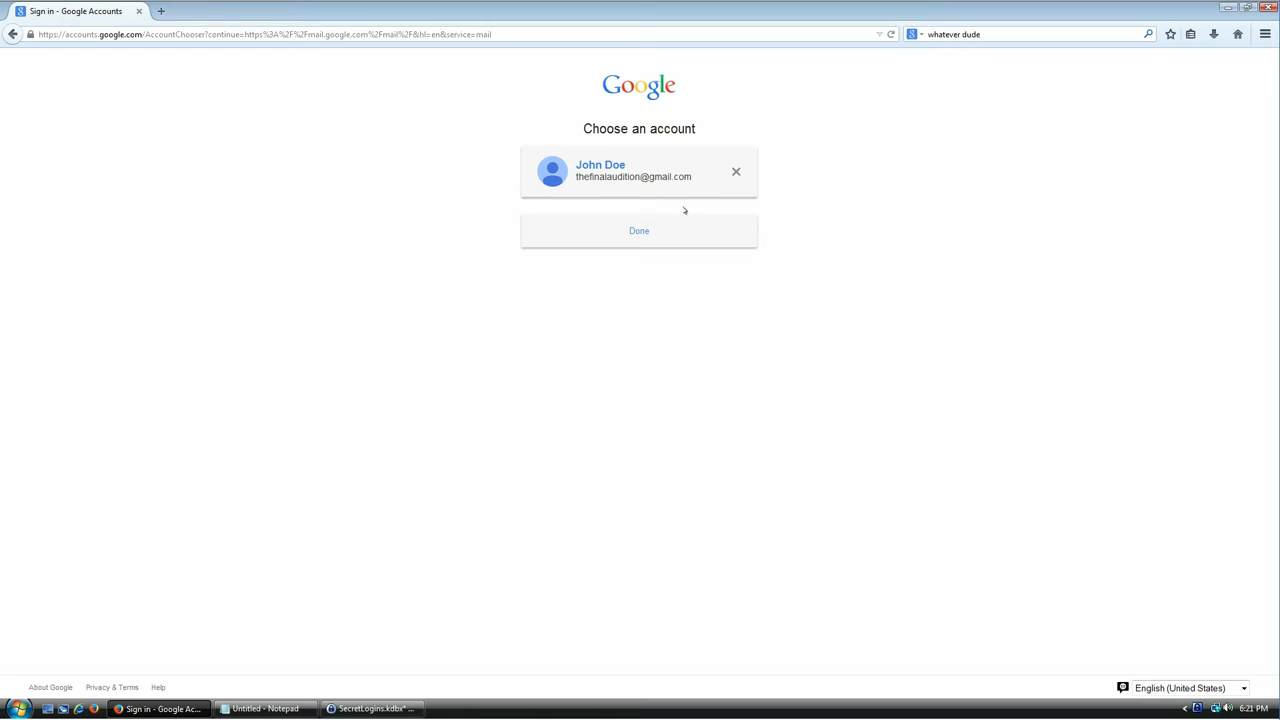 Sign in - Google Accounts
https://accounts.google.com/AccountChooser?continue=https%3A%2F%2Fmail.google.com%2Fmail%2F&hl=en&service=mail
whatever dude
Google
Choose an account
John Doe
thefinalaudition@gmail.com
Done
About Google
Privacy & Terms
Help
English (United States)
Sign in - Google Ac...
Untitled - Notepad
SecretLogins.kdbx* ...
6:21 PM